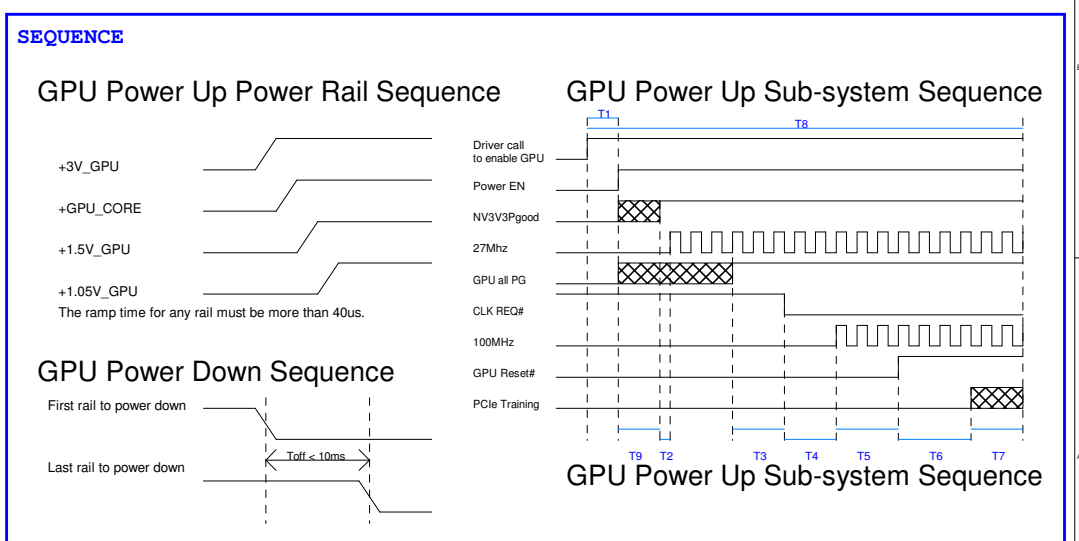 SEQUENCE
GPU Power Up Power Rail Sequence
+3V_GPU
+GPU_CORE
+1.5V_GPU
+1.05V_GPU
The ramp time for any rail must be more than 40us.
GPU Power Down Sequence
First rail to power down
Toff < 10ms
Last rail to power down
GPU Power Up Sub-system Sequence
T1
T8
Driver call
to enable GPU
Power EN
NV3V3Pgood
27Mhz
GPU all PG
CLK REQ#
100MHz
GPU Reset#
PCIe Training
T9 T2 T3 T4 T5 T6 T7
GPU Power Up Sub-system Sequence